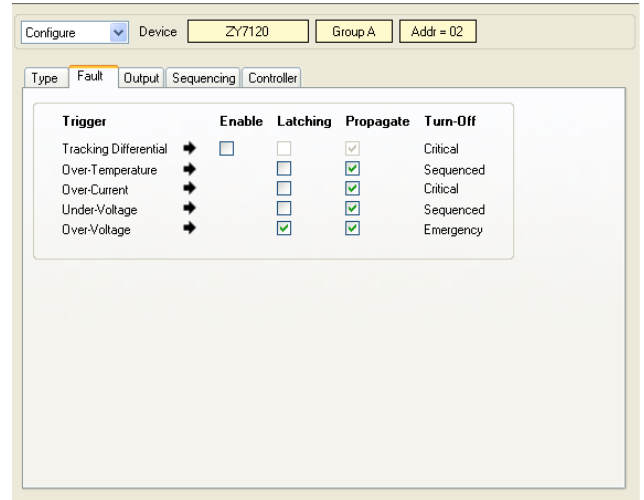 Configure Device ZY7120 Group A Addr = 02
Type Fault Output Sequencing Controller
Trigger Enable Latching Propagate Turn-Off
Tracking Differential Critical
Over-Temperature Sequenced
Over-Current Critical
Under-Voltage Sequenced
Over-Voltage Emergency